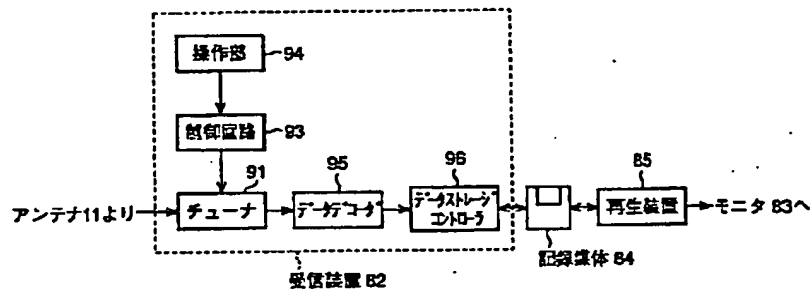 操作部
94
制御回路
93
91
95
96
85
アンテナ11より
チューナ
データデコーダ
データストレージ
コントローラ
再生装置
モニタ 83へ
記録媒体 84
受信装置 82